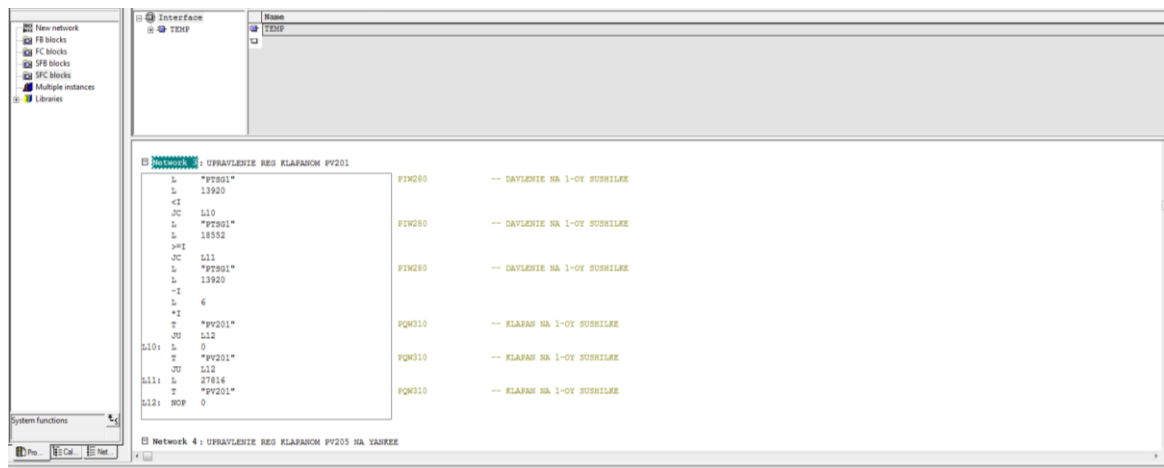 New network
FB blocks
FC blocks
SFB blocks
SFC blocks
Multiple instances
Libraries
System functions
Pro...
Cal...
Net...
Interface
TEMP
Name
TEMP
Network 3: UPRAVLENIE REG KLAPANOM PV201
L "PTSG1" PIW280 -- DAVLENIE NA 1-OY SUSHILKE
L 13920
<I
JC L10
L "PTSG1" PIW280 -- DAVLENIE NA 1-OY SUSHILKE
L 18552
>=I
JC L11
L "PTSG1" PIW280 -- DAVLENIE NA 1-OY SUSHILKE
L 13920
-I
L 6
*I
T "PV201" PQW310 -- KLAPAN NA 1-OY SUSHILKE
JU L12
L10: L 0
T "PV201" PQW310 -- KLAPAN NA 1-OY SUSHILKE
JU L12
L11: L 27816
T "PV201" PQW310 -- KLAPAN NA 1-OY SUSHILKE
L12: NOP 0
Network 4: UPRAVLENIE REG KLAPANOM PV205 NA YANKEE